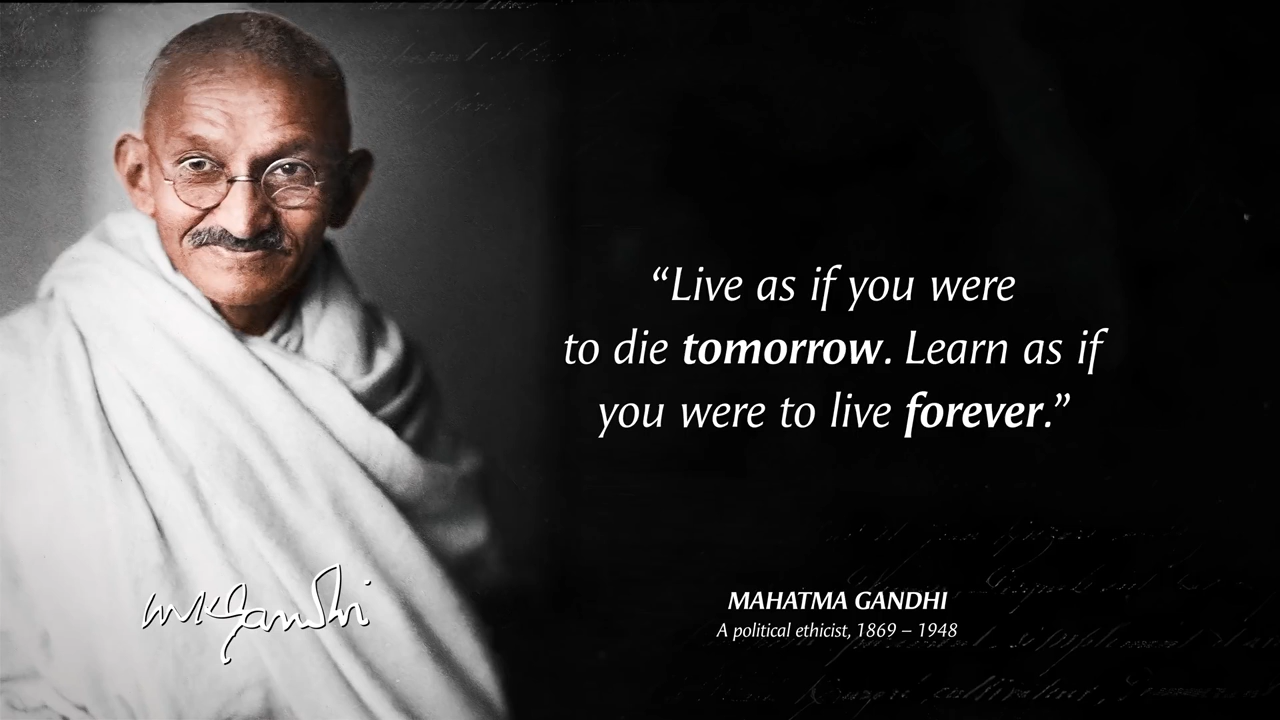 “Live as if you were
to die tomorrow. Learn as if
you were to live forever.”
mkgandhi
MAHATMA GANDHI
A political ethicist, 1869 – 1948